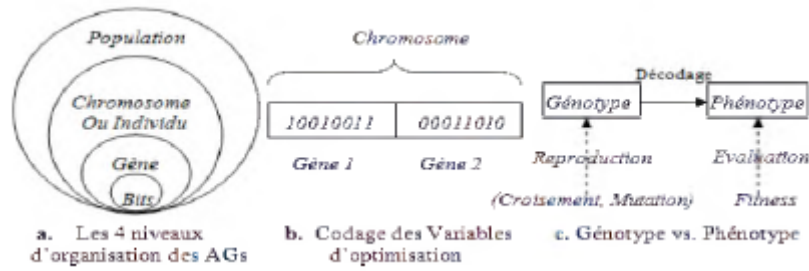 Population
Chromosome
Ou Individu
Gène
Bits
a. Les 4 niveaux
d'organisation des AGs
Chromosome
10010011 00011010
Gène 1 Gène 2
b. Codage des Variables
d'optimisation
Décodage
Génotype Phénotype
Reproduction Evaluation
(Croisement, Mutation) Fitness
c. Génotype vs. Phénotype